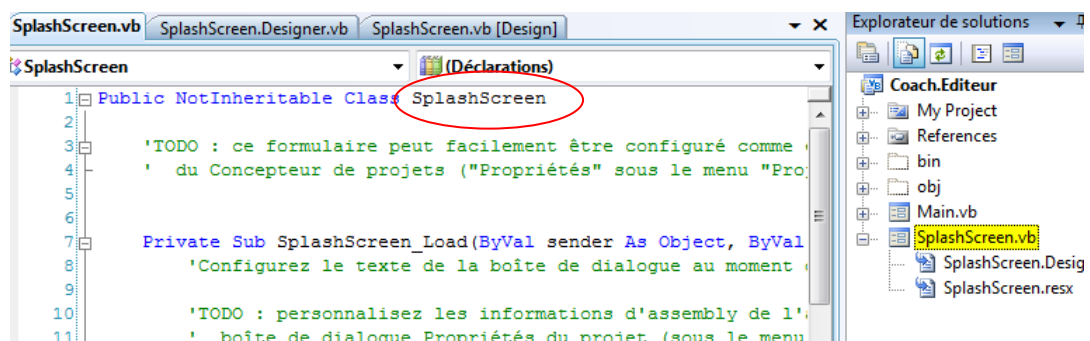 SplashScreen.vb SplashScreen.Designer.vb SplashScreen.vb [Design]
SplashScreen (Déclarations)
1 Public NotInheritable Class SplashScreen
2
3 'TODO : ce formulaire peut facilement être configuré comme
4 ' du Concepteur de projets ("Propriétés" sous le menu "Pro
5
6
7 Private Sub SplashScreen_Load(ByVal sender As Object, ByVal
8 'Configurez le texte de la boîte de dialogue au moment
9
10 'TODO : personnalisez les informations d'assembly de l'
11 ' boîte de dialogue Propriétés du projet (sous le menu
Explorateur de solutions
Coach.Editeur
My Project
References
bin
obj
Main.vb
SplashScreen.vb
SplashScreen.Desig
SplashScreen.resx